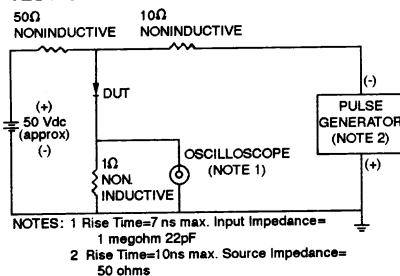 50Ω
NONINDUCTIVE
10Ω
NONINDUCTIVE
DUT
(+)
50 Vdc
(approx)
(-)
1Ω
NON.
INDUCTIVE
OSCILLOSCOPE
(NOTE 1)
(-)
PULSE
GENERATOR
(NOTE 2)
(+)
NOTES: 1 Rise Time=7 ns max. Input Impedance=
1 megohm 22pF
2 Rise Time=10ns max. Source Impedance=
50 ohms